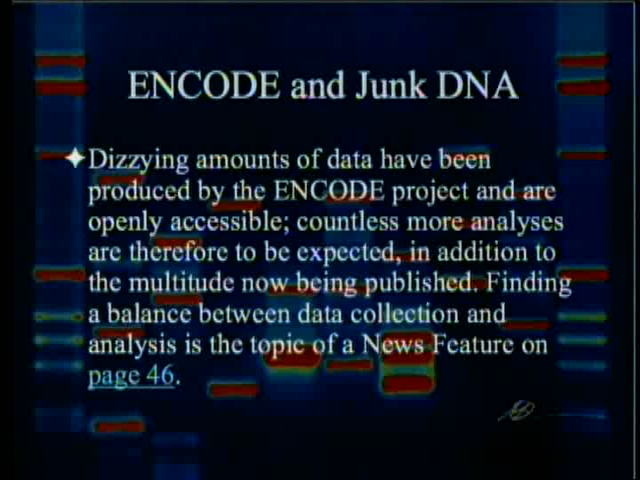 ENCODE and Junk DNA
Dizzying amounts of data have been
produced by the ENCODE project and are
openly accessible; countless more analyses
are therefore to be expected, in addition to
the multitude now being published. Finding
a balance between data collection and
analysis is the topic of a News Feature on
page 46.